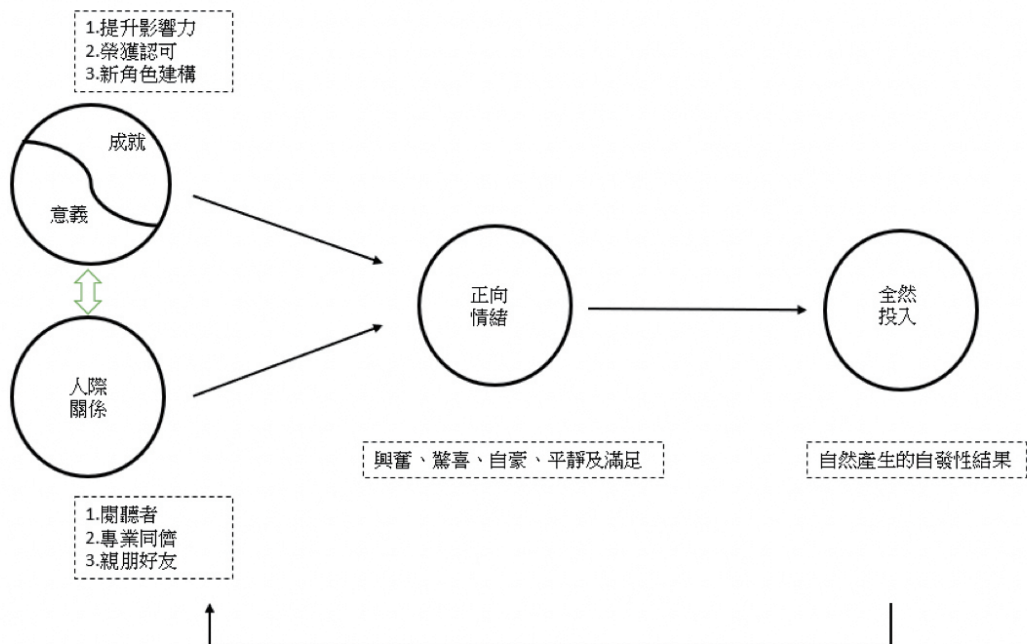 1.提升影響力
2.榮獲認可
3.新角色建構
成就
意義
人際
關係
1.閱聽者
2.專業同儕
3.親朋好友
正向
情緒
興奮、驚喜、自豪、平靜及滿足
全然
投入
自然產生的自發性結果